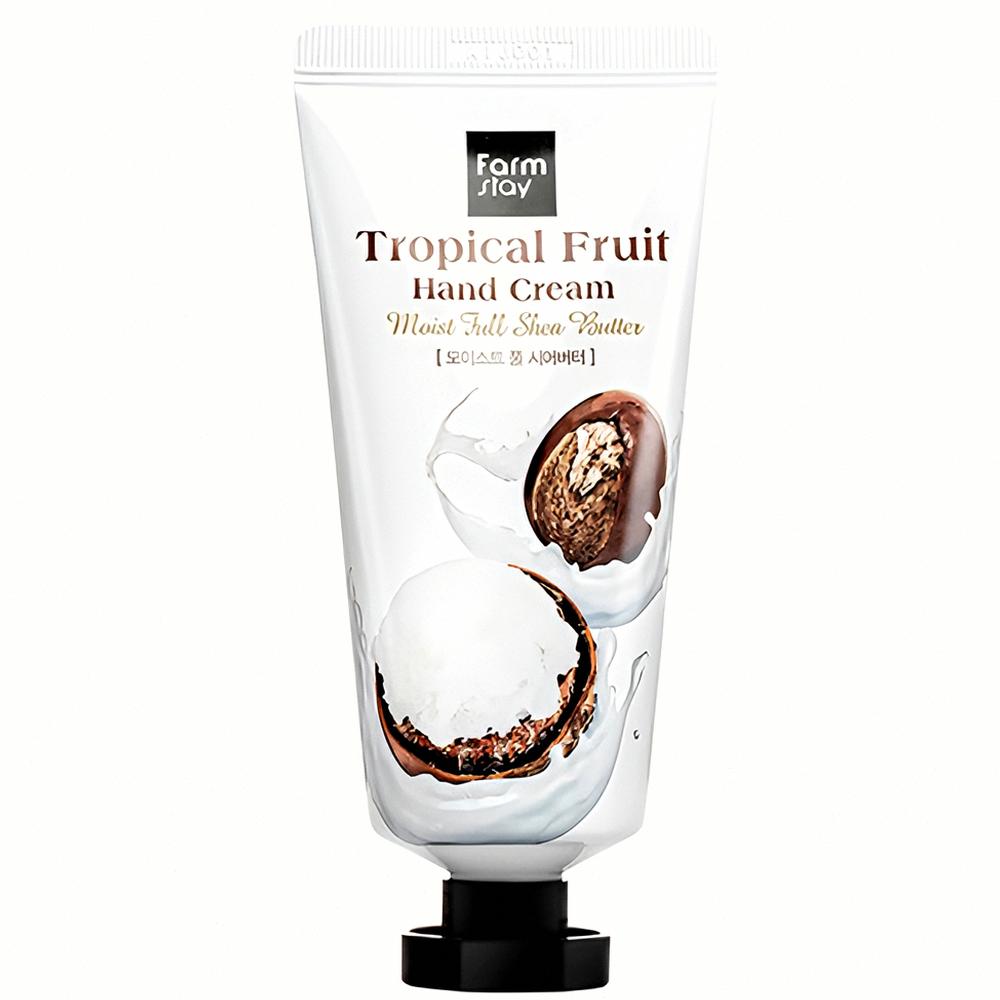 Farm
stay
Tropical Fruit
Hand Cream
Moist Full Shea Butter
[ 모이스트 풀 시어버터 ]